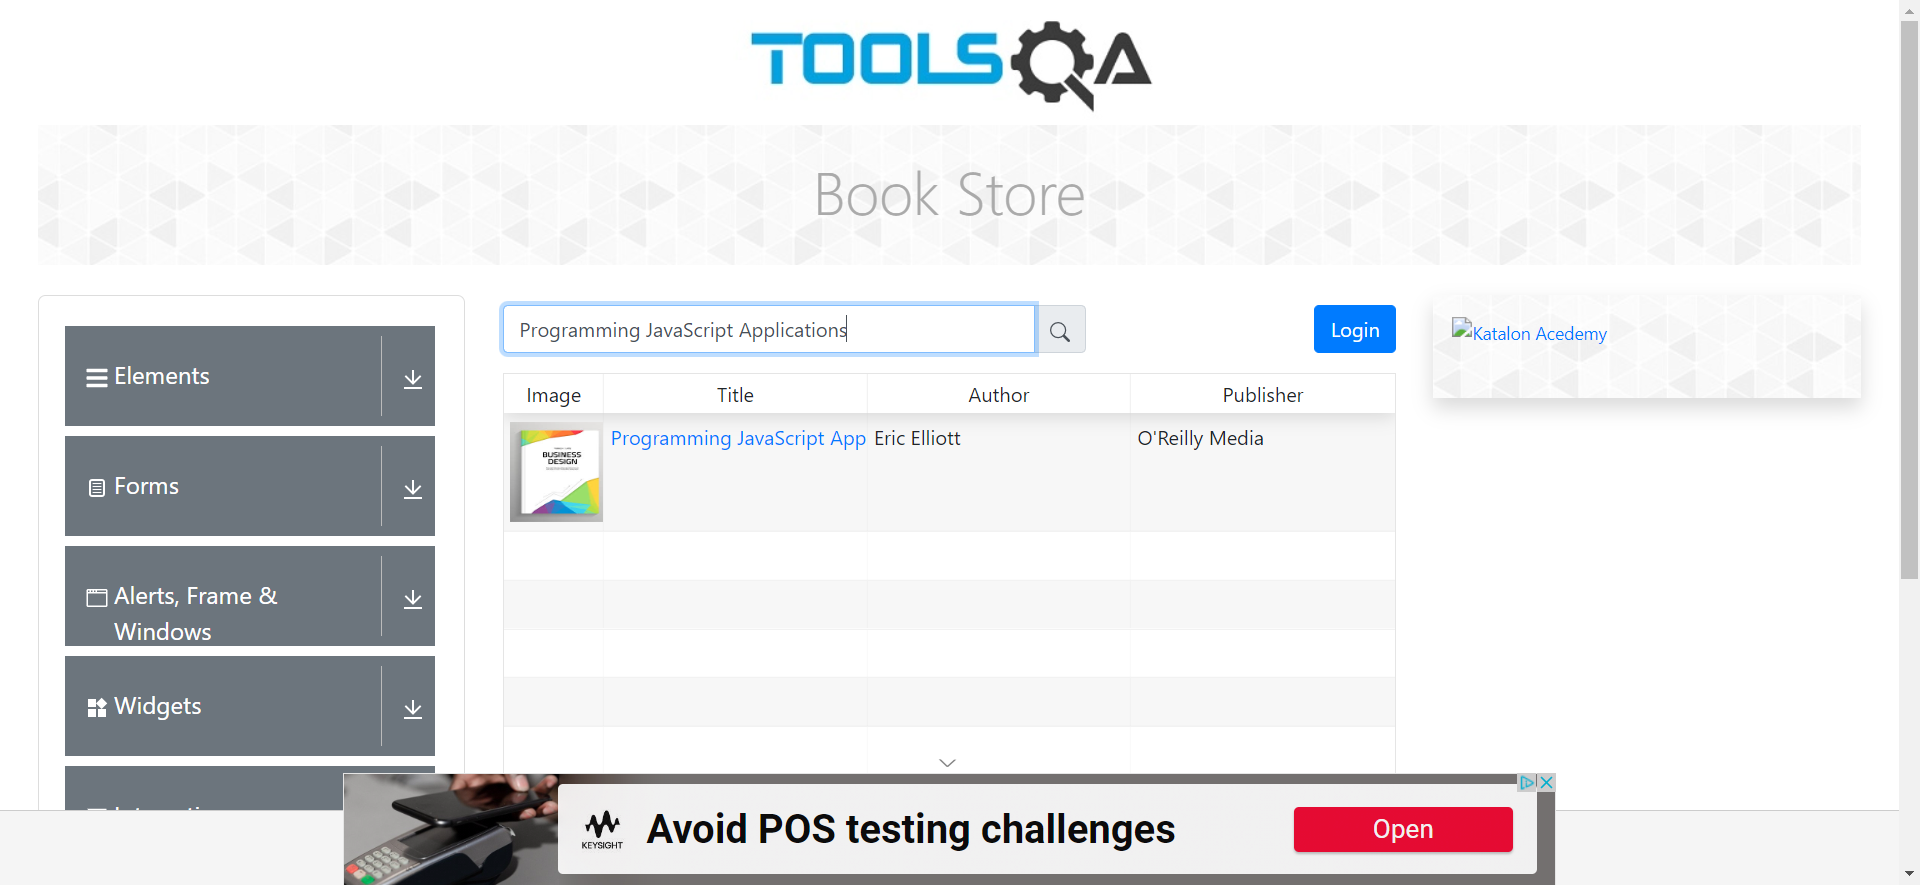 TOOLSQA
Book Store
Elements
Forms
Alerts, Frame &
Windows
Widgets
Programming JavaScript Applications
Login
Image Title Author Publisher
BUSINESS
DESIGN
Programming JavaScript App Eric Elliott O'Reilly Media
Katalon Acedemy
KEYSIGHT
Avoid POS testing challenges
Open